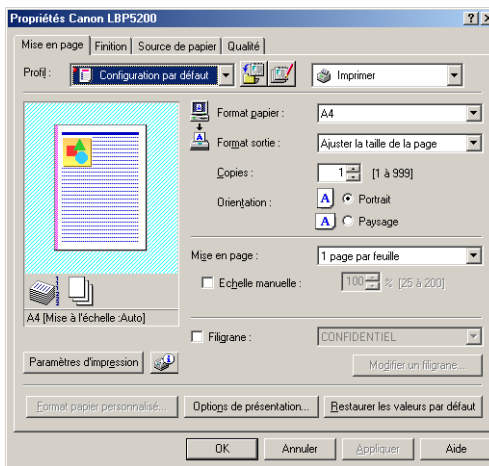 Propriétés Canon LBP5200
Mise en page Finition Source de papier Qualité
Profil : Configuration par défaut Imprimer
Format papier : A4
Format sortie : Ajuster la taille de la page
Copies : 1 [1 à 999]
Orientation : A Portrait
A Paysage
Mise en page : 1 page par feuille
Echelle manuelle : 100 % [25 à 200]
A4 [Mise à l'échelle :Auto]
Filigrane : CONFIDENTIEL
Paramètres d'impression Modifier un filigrane...
Format papier personnalisé... Options de présentation... Restaurer les valeurs par défaut
OK Annuler Appliquer Aide